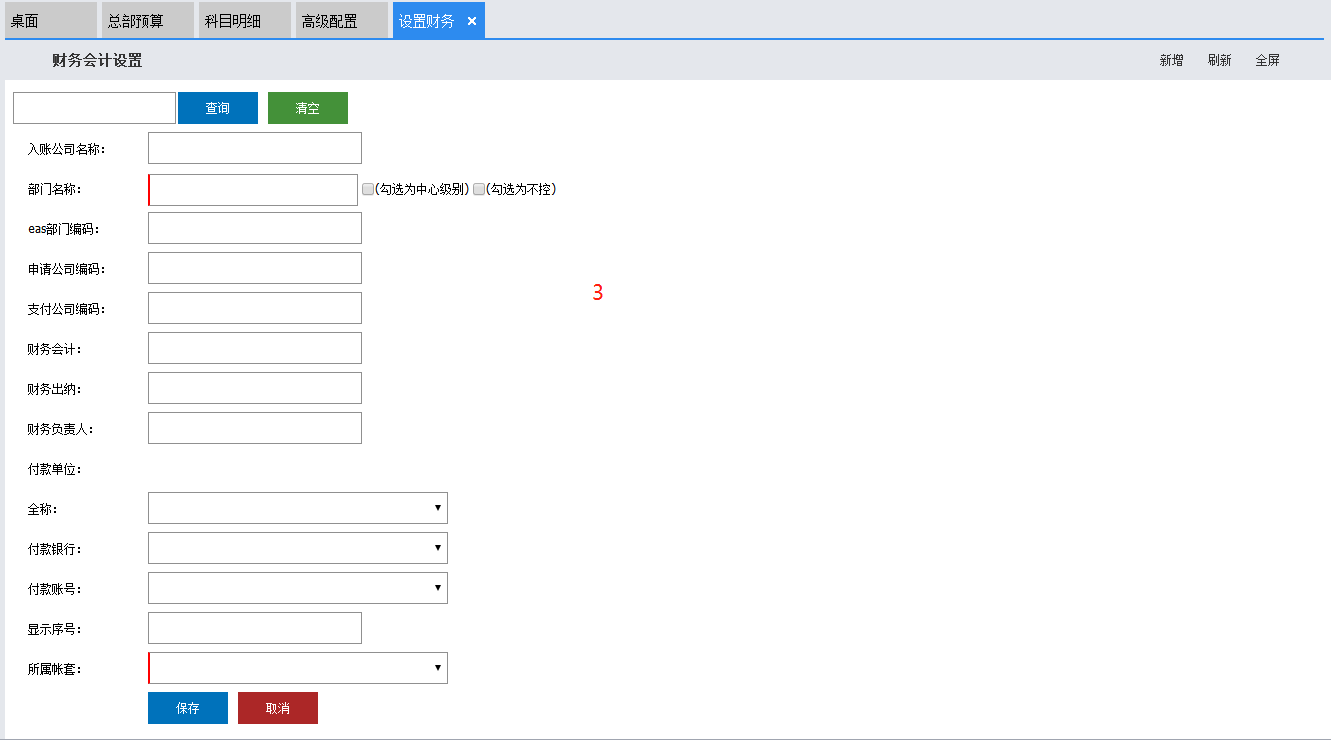 桌面 总部预算 科目明细 高级配置 设置财务 ×
财务会计设置 新增 刷新 全屏
查询 清空
入账公司名称:
部门名称: (勾选为中心级别) (勾选为不控)
eas部门编码:
申请公司编码:
3
支付公司编码:
财务会计:
财务出纳:
财务负责人:
付款单位:
全称:
付款银行:
付款账号:
显示序号:
所属帐套:
保存 取消